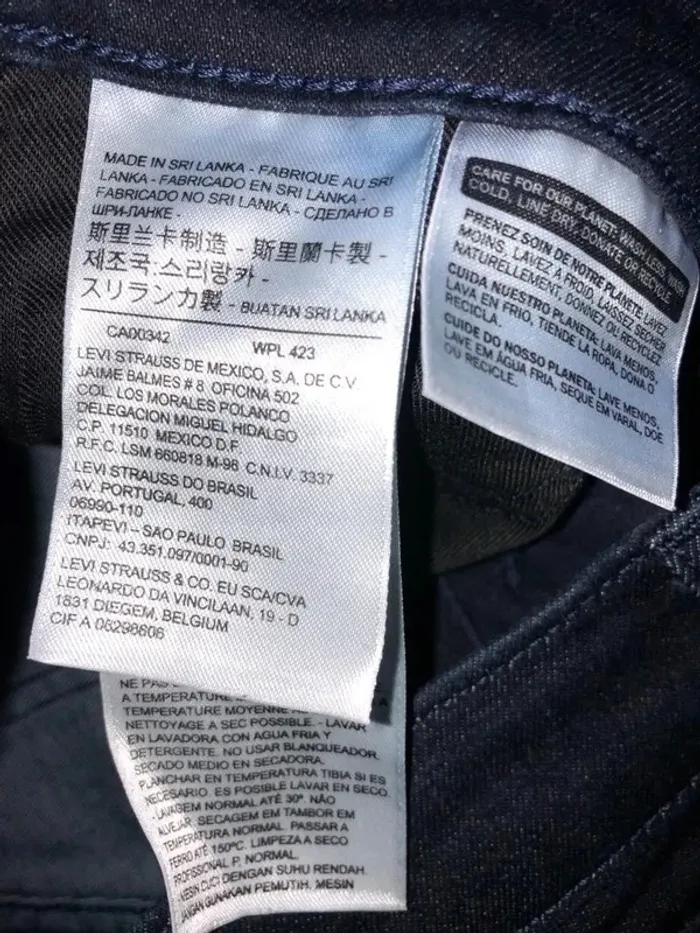 MADE IN SRI LANKA - FABRIQUE AU SRI
LANKA - FABRICADO EN SRI LANKA -
FABRICADO NO SRI LANKA - СДЕЛАНО В
ШРИ-ЛАНКЕ -
斯里兰卡制造 - 斯里蘭卡製 -
제조국:스리랑카 -
スリランカ製 - BUATAN SRI LANKA
CA00342 WPL 423
LEVI STRAUSS DE MEXICO, S.A. DE C.V
JAIME BALMES # 8 OFICINA 502
COL. LOS MORALES POLANCO
DELEGACION MIGUEL HIDALGO
C.P. 11510 MEXICO D.F.
R.F.C. LSM 660818 M-98 C.N.I.V. 3337
LEVI STRAUSS DO BRASIL
AV. PORTUGAL, 400
06990-110
ITAPEVI – SAO PAULO BRASIL
CNPJ: 43.351.097/0001-90
LEVI STRAUSS & CO. EU SCA/CVA
LEONARDO DA VINCILAAN, 19 - D
1831 DIEGEM, BELGIUM
CIF A 08298606
CARE FOR OUR PLANET: WASH LESS, WASH
COLD, LINE DRY, DONATE OR RECYCLE
PRENEZ SOIN DE NOTRE PLANETE: LAVEZ
MOINS, LAVEZ A FROID, LAISSEZ SECHER
NATURELLEMENT, DONNEZ OU RECYCLEZ
CUIDA NUESTRO PLANETA: LAVA MENOS,
LAVA EN FRIO, TIENDE LA ROPA, DONA O
RECICLA.
CUIDE DO NOSSO PLANETA: LAVE MENOS,
LAVE EM ÁGUA FRIA, SEQUE EM VARAL, DOE
OU RECICLE.
NE PAS
A TEMPERATURE
TEMPERATURE MOYENNE
NETTOYAGE A SEC POSSIBLE. - LAVAR
EN LAVADORA CON AGUA FRIA Y
DETERGENTE. NO USAR BLANQUEADOR.
SECADO MEDIO EN SECADORA.
PLANCHAR EN TEMPERATURA TIBIA SI ES
NECESARIO. ES POSIBLE LAVAR EN SECO.
- LAVAGEM NORMAL ATÉ 30º. NÃO
ALVEJAR. SECAGEM EM TAMBOR EM
TEMPERATURA NORMAL. PASSAR A
FERRO ATÉ 150ºC. LIMPEZA A SECO
PROFISSIONAL P, NORMAL.
MESIN CUCI DENGAN SUHU RENDAH.
JANGAN GUNAKAN PEMUTIH. MESIN